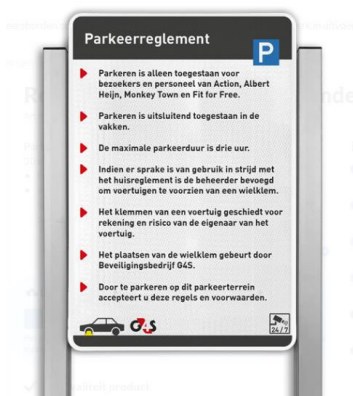 Parkeerreglement
P
Parkeren is alleen toegestaan voor
bezoekers en personeel van Action, Albert
Heijn, Monkey Town en Fit for Free.
Parkeren is uitsluitend toegestaan in de
vakken.
De maximale parkeerduur is drie uur.
Indien er sprake is van gebruik in strijd met
het huisreglement is de beheerder bevoegd
om voertuigen te voorzien van een wielklem.
Het klemmen van een voertuig geschiedt voor
rekening en risico van de eigenaar van het
voertuig.
Het plaatsen van de wielklem gebeurt door
Beveiligingsbedrijf G4S.
Door te parkeren op dit parkeerterrein
accepteert u deze regels en voorwaarden.
G4S
24/7